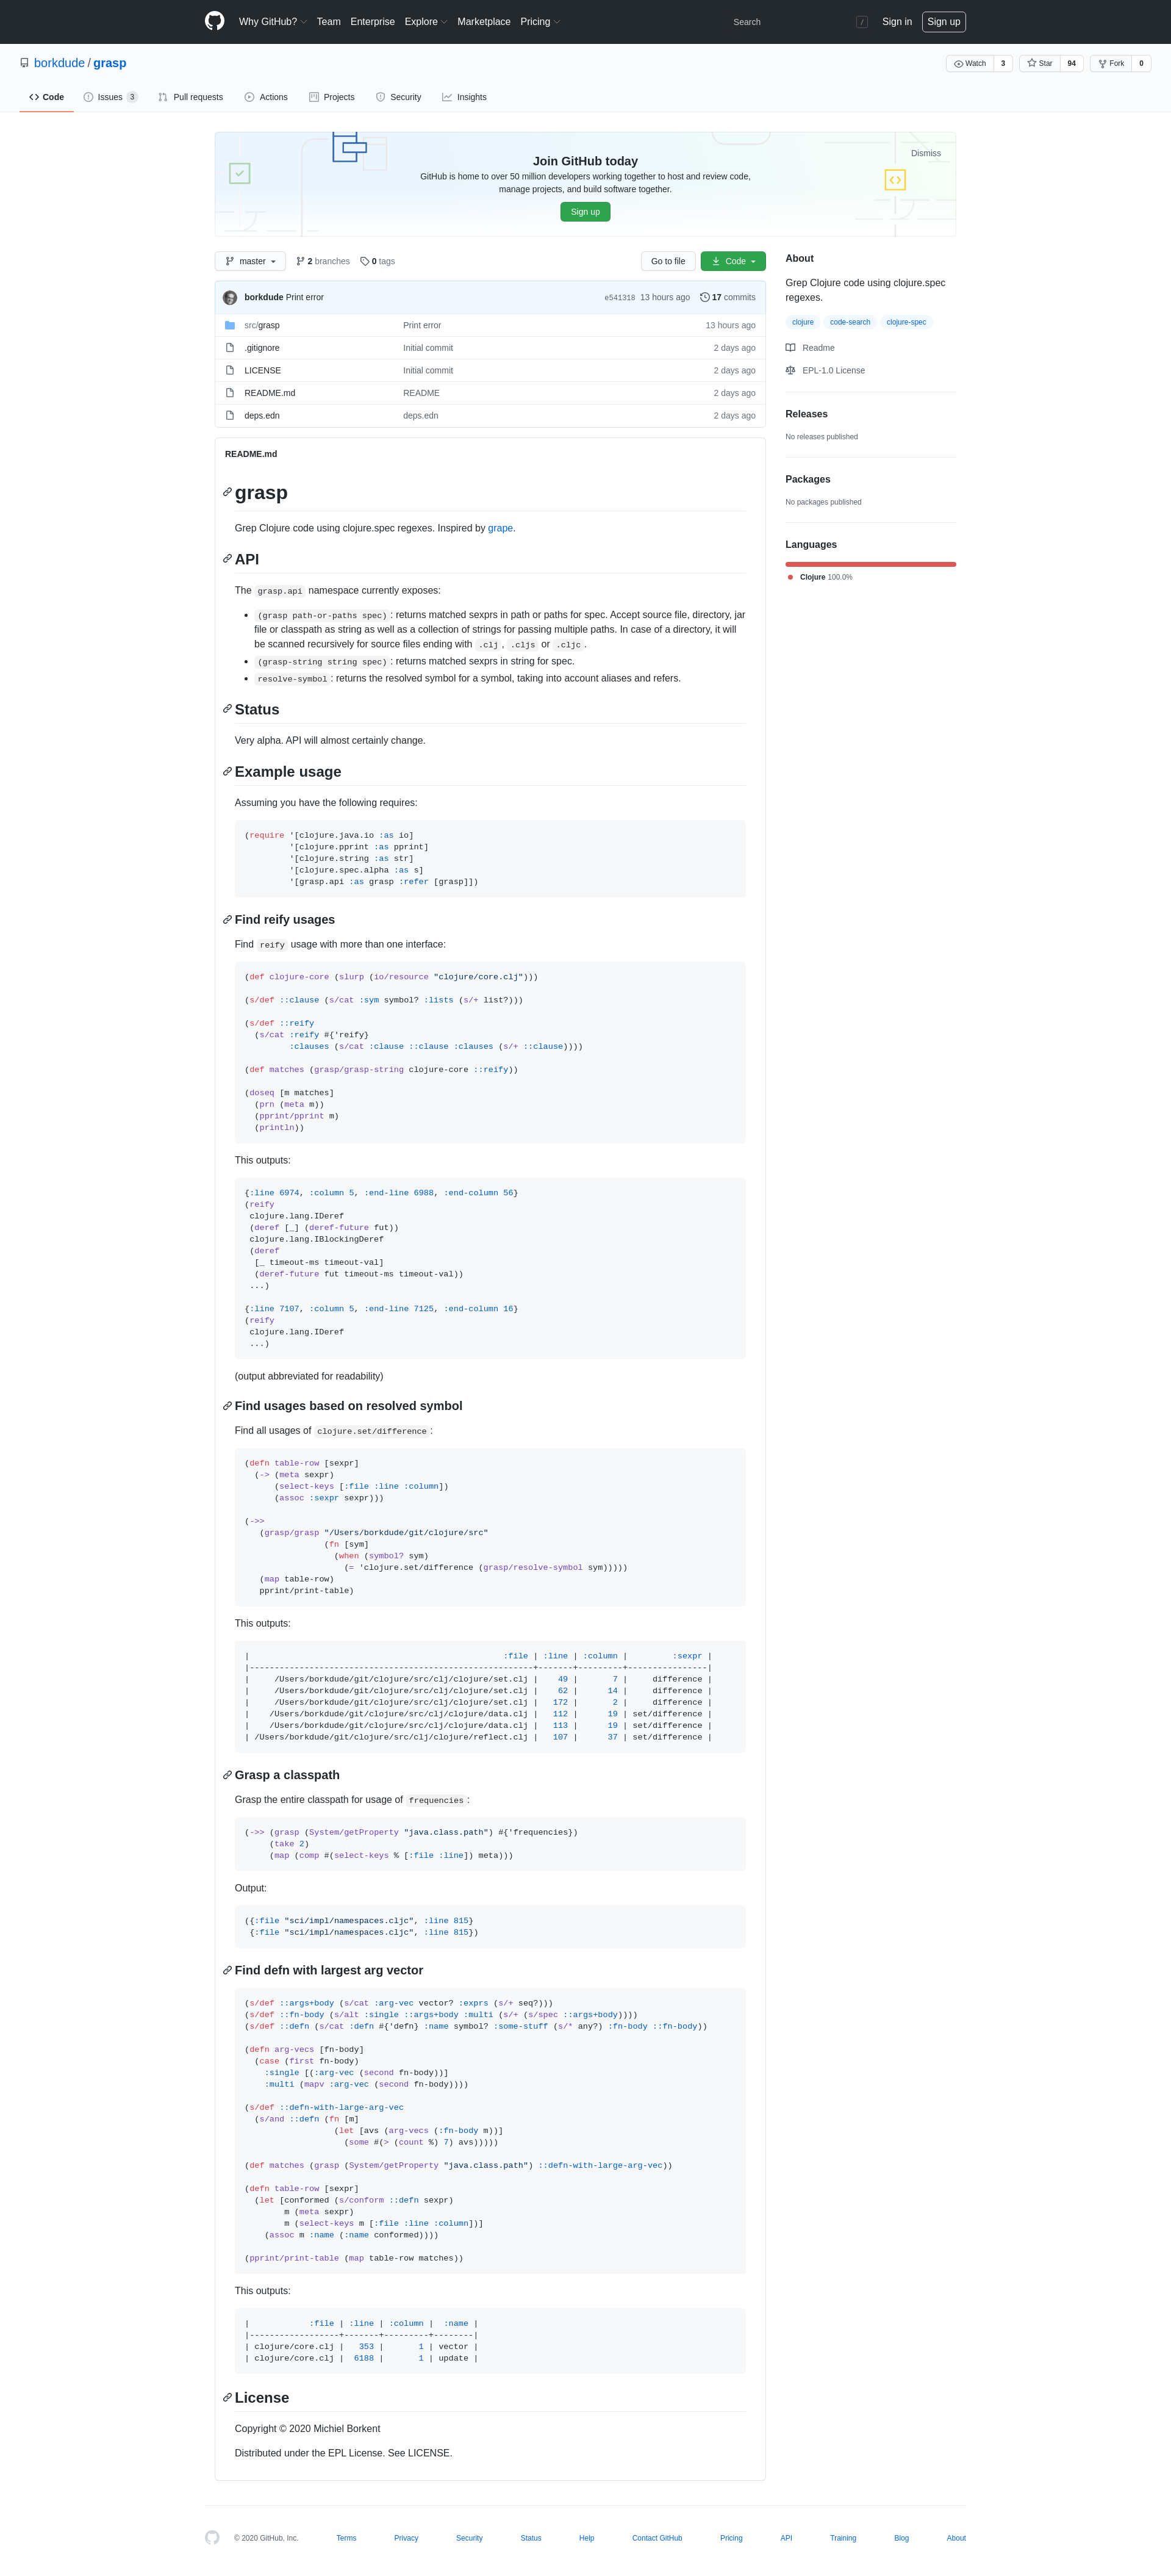 Why GitHub? Team Enterprise Explore Marketplace Pricing Search / Sign in Sign up
borkdude / grasp Watch 3 Star 94 Fork 0
Code Issues 3 Pull requests Actions Projects Security Insights
Join GitHub today Dismiss
GitHub is home to over 50 million developers working together to host and review code,
manage projects, and build software together.
Sign up
master 2 branches 0 tags Go to file Code
borkdude Print error e541318 13 hours ago 17 commits
src/grasp Print error 13 hours ago
.gitignore Initial commit 2 days ago
LICENSE Initial commit 2 days ago
README.md README 2 days ago
deps.edn deps.edn 2 days ago
About
Grep Clojure code using clojure.spec
regexes.
clojure code-search clojure-spec
Readme
EPL-1.0 License
Releases
No releases published
Packages
No packages published
Languages
Clojure 100.0%
README.md
grasp
Grep Clojure code using clojure.spec regexes. Inspired by grape.
API
The grasp.api namespace currently exposes:
• (grasp path-or-paths spec) : returns matched sexprs in path or paths for spec. Accept source file, directory, jar
file or classpath as string as well as a collection of strings for passing multiple paths. In case of a directory, it will
be scanned recursively for source files ending with .clj , .cljs or .cljc .
• (grasp-string string spec) : returns matched sexprs in string for spec.
• resolve-symbol : returns the resolved symbol for a symbol, taking into account aliases and refers.
Status
Very alpha. API will almost certainly change.
Example usage
Assuming you have the following requires:
(require '[clojure.java.io :as io]
         '[clojure.pprint :as pprint]
         '[clojure.string :as str]
         '[clojure.spec.alpha :as s]
         '[grasp.api :as grasp :refer [grasp]])
Find reify usages
Find reify usage with more than one interface:
(def clojure-core (slurp (io/resource "clojure/core.clj")))
(s/def ::clause (s/cat :sym symbol? :lists (s/+ list?)))
(s/def ::reify
  (s/cat :reify #{'reify}
         :clauses (s/cat :clause ::clause :clauses (s/+ ::clause))))
(def matches (grasp/grasp-string clojure-core ::reify))
(doseq [m matches]
  (prn (meta m))
  (pprint/pprint m)
  (println))
This outputs:
{:line 6974, :column 5, :end-line 6988, :end-column 56}
(reify
 clojure.lang.IDeref
 (deref [_] (deref-future fut))
 clojure.lang.IBlockingDeref
 (deref
  [_ timeout-ms timeout-val]
  (deref-future fut timeout-ms timeout-val))
 ...)
{:line 7107, :column 5, :end-line 7125, :end-column 16}
(reify
 clojure.lang.IDeref
 ...)
(output abbreviated for readability)
Find usages based on resolved symbol
Find all usages of clojure.set/difference :
(defn table-row [sexpr]
  (-> (meta sexpr)
      (select-keys [:file :line :column])
      (assoc :sexpr sexpr)))
(->>
   (grasp/grasp "/Users/borkdude/git/clojure/src"
                (fn [sym]
                  (when (symbol? sym)
                    (= 'clojure.set/difference (grasp/resolve-symbol sym)))))
   (map table-row)
   pprint/print-table)
This outputs:
|                                                   :file | :line | :column |         :sexpr |
|---------------------------------------------------------+-------+---------+----------------|
|     /Users/borkdude/git/clojure/src/clj/clojure/set.clj |    49 |       7 |     difference |
|     /Users/borkdude/git/clojure/src/clj/clojure/set.clj |    62 |      14 |     difference |
|     /Users/borkdude/git/clojure/src/clj/clojure/set.clj |   172 |       2 |     difference |
|    /Users/borkdude/git/clojure/src/clj/clojure/data.clj |   112 |      19 | set/difference |
|    /Users/borkdude/git/clojure/src/clj/clojure/data.clj |   113 |      19 | set/difference |
| /Users/borkdude/git/clojure/src/clj/clojure/reflect.clj |   107 |      37 | set/difference |
Grasp a classpath
Grasp the entire classpath for usage of frequencies :
(->> (grasp (System/getProperty "java.class.path") #{'frequencies})
     (take 2)
     (map (comp #(select-keys % [:file :line]) meta)))
Output:
({:file "sci/impl/namespaces.cljc", :line 815}
 {:file "sci/impl/namespaces.cljc", :line 815})
Find defn with largest arg vector
(s/def ::args+body (s/cat :arg-vec vector? :exprs (s/+ seq?)))
(s/def ::fn-body (s/alt :single ::args+body :multi (s/+ (s/spec ::args+body))))
(s/def ::defn (s/cat :defn #{'defn} :name symbol? :some-stuff (s/* any?) :fn-body ::fn-body))
(defn arg-vecs [fn-body]
  (case (first fn-body)
    :single [(:arg-vec (second fn-body))]
    :multi (mapv :arg-vec (second fn-body))))
(s/def ::defn-with-large-arg-vec
  (s/and ::defn (fn [m]
                  (let [avs (arg-vecs (:fn-body m))]
                    (some #(> (count %) 7) avs)))))
(def matches (grasp (System/getProperty "java.class.path") ::defn-with-large-arg-vec))
(defn table-row [sexpr]
  (let [conformed (s/conform ::defn sexpr)
        m (meta sexpr)
        m (select-keys m [:file :line :column])]
    (assoc m :name (:name conformed))))
(pprint/print-table (map table-row matches))
This outputs:
|            :file | :line | :column |  :name |
|------------------+-------+---------+--------|
| clojure/core.clj |   353 |       1 | vector |
| clojure/core.clj |  6188 |       1 | update |
License
Copyright © 2020 Michiel Borkent
Distributed under the EPL License. See LICENSE.
© 2020 GitHub, Inc. Terms Privacy Security Status Help Contact GitHub Pricing API Training Blog About